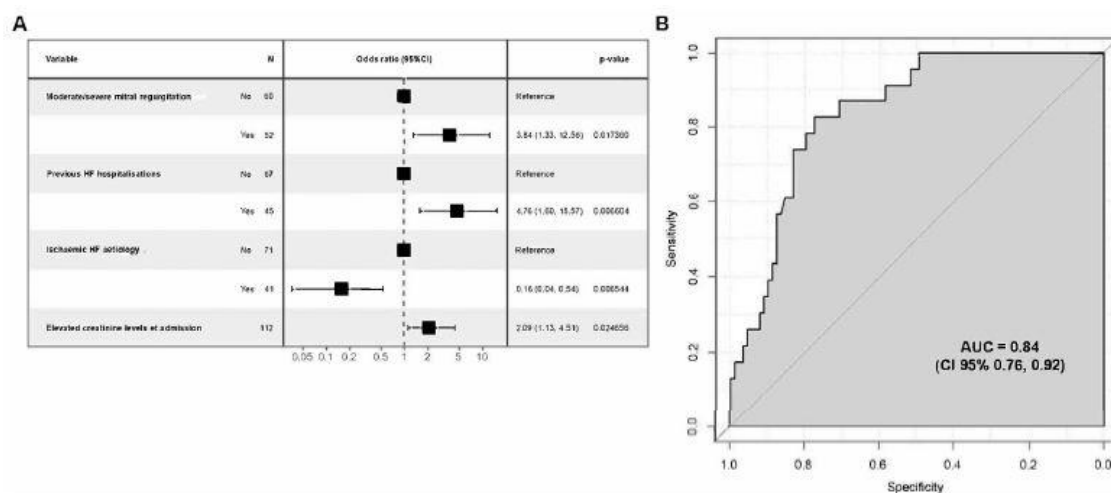 A
Variable N Odds ratio (95%CI) p-value
Moderate/severe mitral regurgitation No 60 Reference
Yes 52 3.84 (1.33, 12.56) 0.017360
Previous HF hospitalisations No 67 Reference
Yes 45 4.76 (1.60, 15.57) 0.006604
Ischaemic HF aetiology No 71 Reference
Yes 41 0.16 (0.04, 0.54) 0.006544
Elevated creatinine levels at admission 112 2.09 (1.13, 4.51) 0.024656
0.05 0.1 0.2 0.5 1 2 5 10
B
Sensitivity
1.0
0.8
0.6
0.4
0.2
0.0
AUC = 0.84
(CI 95% 0.76, 0.92)
1.0 0.8 0.6 0.4 0.2 0.0
Specificity